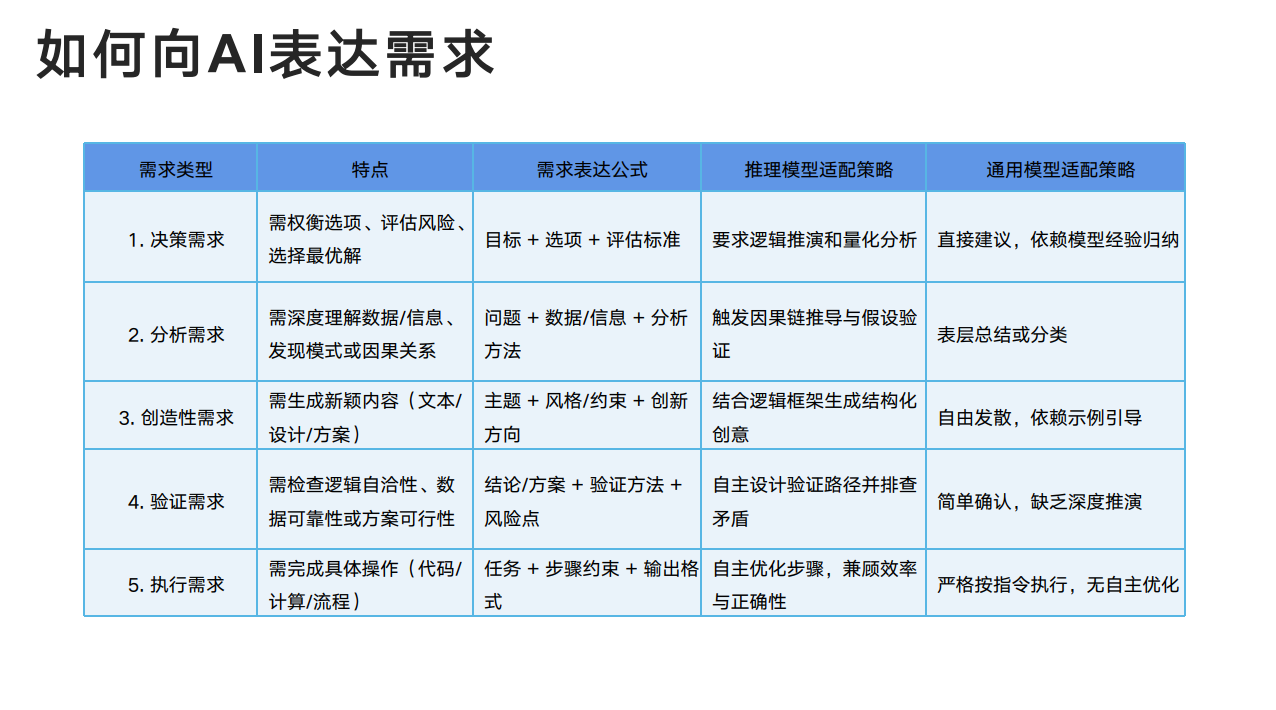 如何向AI表达需求
需求类型 特点 需求表达公式 推理模型适配策略 通用模型适配策略
1. 决策需求
需权衡选项、评估风险、
选择最优解
目标 + 选项 + 评估标准
要求逻辑推演和量化分析
直接建议，依赖模型经验归纳
2. 分析需求
需深度理解数据/信息、
发现模式或因果关系
问题 + 数据/信息 + 分析
方法
触发因果链推导与假设验
证
表层总结或分类
3. 创造性需求
需生成新颖内容（文本/
设计/方案）
主题 + 风格/约束 + 创新
方向
结合逻辑框架生成结构化
创意
自由发散，依赖示例引导
4. 验证需求
需检查逻辑自洽性、数
据可靠性或方案可行性
结论/方案 + 验证方法 +
风险点
自主设计验证路径并排查
矛盾
简单确认，缺乏深度推演
5. 执行需求
需完成具体操作（代码/
计算/流程）
任务 + 步骤约束 + 输出格
式
自主优化步骤，兼顾效率
与正确性
严格按指令执行，无自主优化